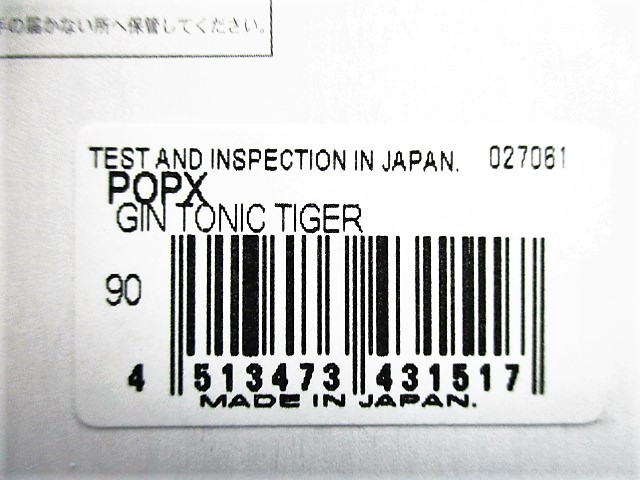 手の届かない所へ保管してください。
TEST AND INSPECTION IN JAPAN. 027061
POPX
GIN TONIC TIGER
90
4 513473 431517
MADE IN JAPAN.